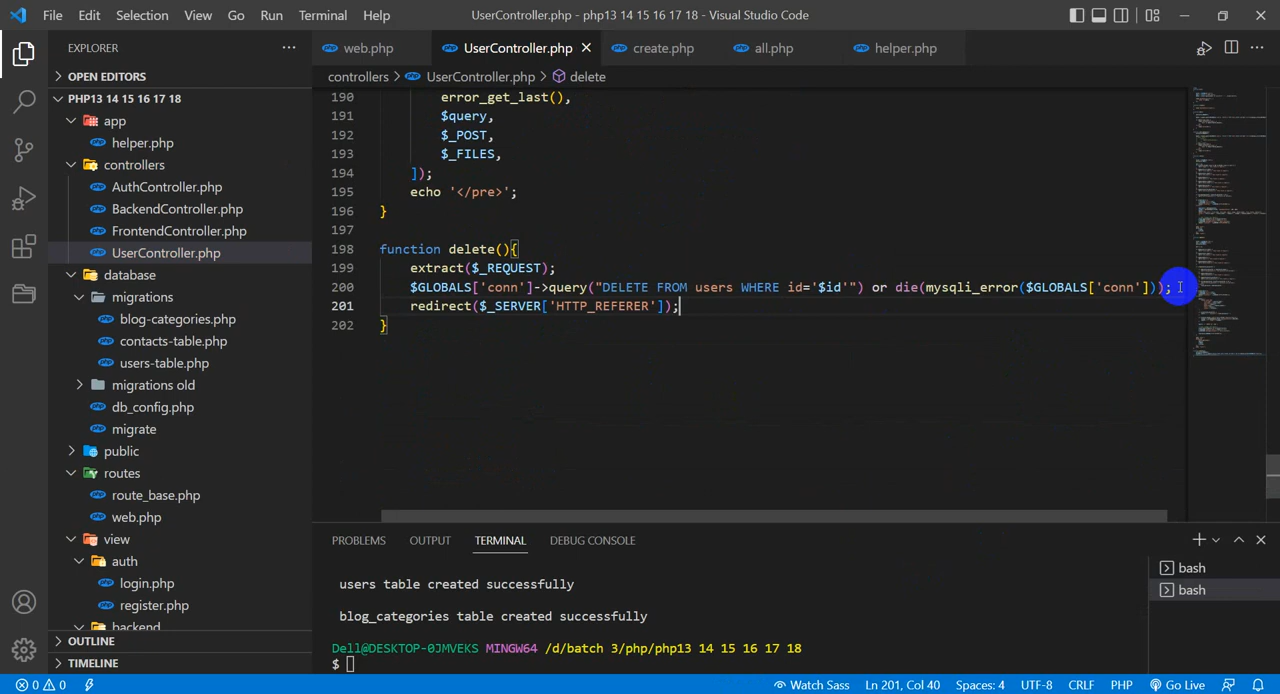 File Edit Selection View Go Run Terminal Help UserController.php - php13 14 15 16 17 18 - Visual Studio Code
EXPLORER
OPEN EDITORS
PHP13 14 15 16 17 18
app
helper.php
controllers
AuthController.php
BackendController.php
FrontendController.php
UserController.php
database
migrations
blog-categories.php
contacts-table.php
users-table.php
migrations old
db_config.php
migrate
public
routes
route_base.php
web.php
view
auth
login.php
register.php
backend
OUTLINE
TIMELINE
web.php UserController.php create.php all.php helper.php
controllers > UserController.php > delete
190 error_get_last(),
191 $query,
192 $_POST,
193 $_FILES,
194 ]);
195 echo '</pre>';
196 }
197
198 function delete(){
199 extract($_REQUEST);
200 $GLOBALS['conn']->query("DELETE FROM users WHERE id='$id'") or die(mysqli_error($GLOBALS['conn']));
201 redirect($_SERVER['HTTP_REFERER']);
202 }
PROBLEMS OUTPUT TERMINAL DEBUG CONSOLE
users table created successfully
blog_categories table created successfully
Dell@DESKTOP-0JMVEKS MINGW64 /d/batch 3/php/php13 14 15 16 17 18
$
bash
bash
0 0 Watch Sass Ln 201, Col 40 Spaces: 4 UTF-8 CRLF PHP Go Live